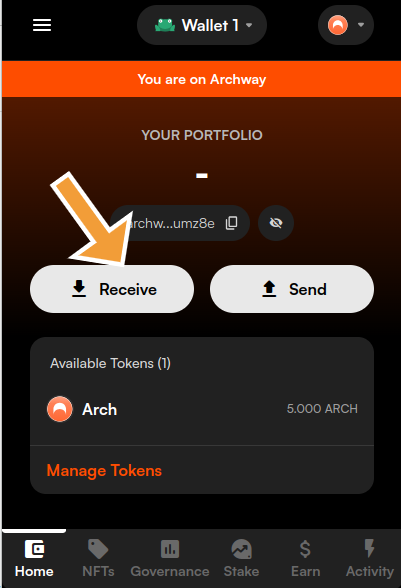 Wallet 1
You are on Archway
YOUR PORTFOLIO
-
archw...umz8e
Receive
Send
Available Tokens (1)
Arch
5.000 ARCH
Manage Tokens
Home
NFTs
Governance
Stake
Earn
Activity